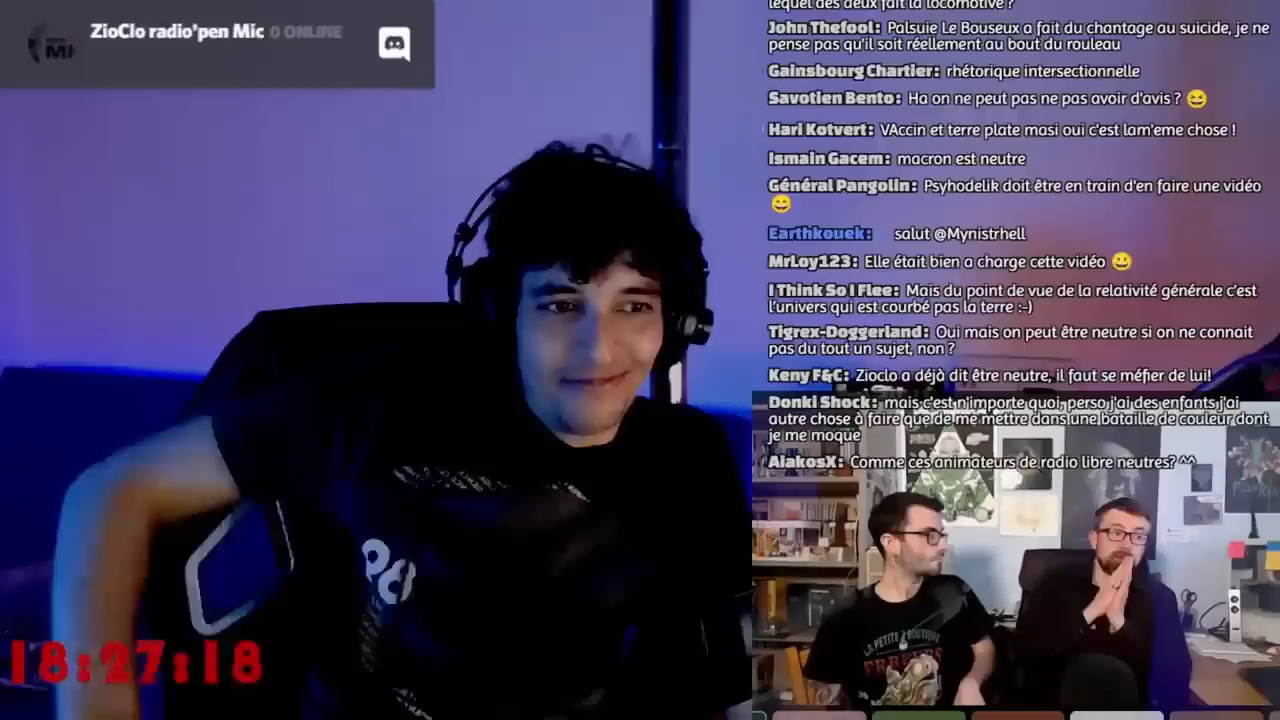 ZioClo radio'pen Mic 0 ONLINE
MI
lequel des deux fait la locomotive ?
John Thefool: Palsuie Le Bouseux a fait du chantage au suicide, je ne
pense pas qu'il soit réellement au bout du rouleau
Gainsbourg Chartier: rhétorique intersectionnelle
Savotien Bento: Ha on ne peut pas ne pas avoir d'avis ? 😆
Hari Kotvert: VAccin et terre plate masi oui c'est lam'eme chose !
Ismain Gacem: macron est neutre
Général Pangolin: Psyhodelik doit être en train d'en faire une vidéo
😄
Earthkouek: salut @Mynistrhell
MrLoy123: Elle était bien a charge cette vidéo 😀
I Think So I Flee: Mais du point de vue de la relativité générale c'est
l'univers qui est courbé pas la terre :-)
Tigrex-Doggerland: Oui mais on peut être neutre si on ne connait
pas du tout un sujet, non ?
Keny F&C: Zioclo a déjà dit être neutre, il faut se méfier de lui!
Donki Shock: mais c'est n'importe quoi, perso j'ai des enfants j'ai
autre chose à faire que de me mettre dans une bataille de couleur dont
je me moque
AlakosX: Comme ces animateurs de radio libre neutres? ^^
LA PETITE BOUTIQUE
18:27:18